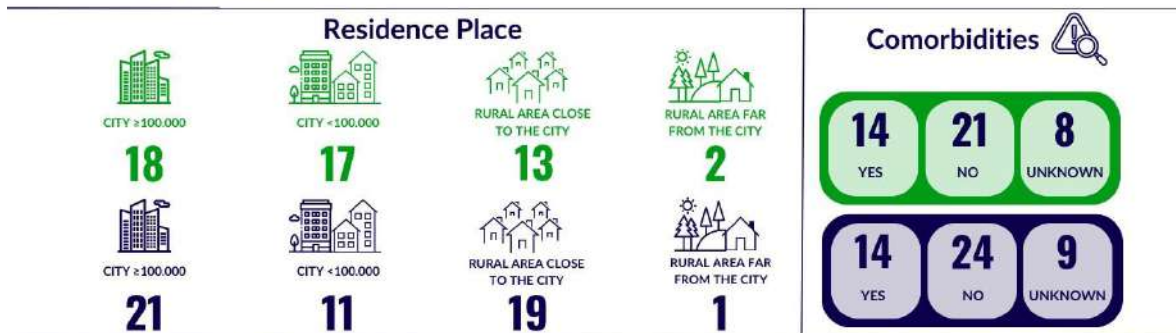 Residence Place
CITY ≥100.000
CITY <100.000
RURAL AREA CLOSE
TO THE CITY
RURAL AREA FAR
FROM THE CITY
18
17
13
2
CITY ≥100.000
CITY <100.000
RURAL AREA CLOSE
TO THE CITY
RURAL AREA FAR
FROM THE CITY
21
11
19
1
Comorbidities
14
21
8
YES
NO
UNKNOWN
14
24
9
YES
NO
UNKNOWN